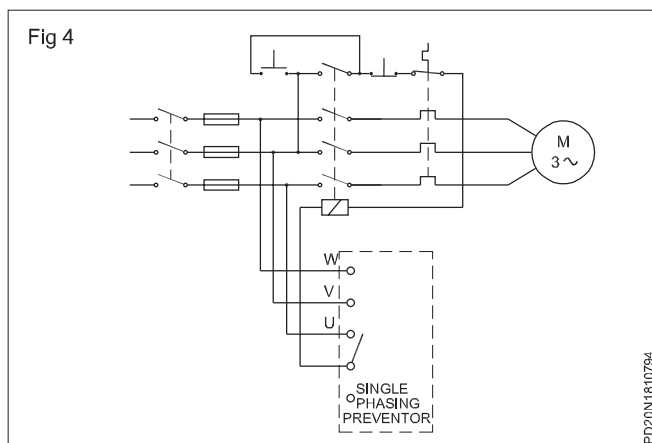 Fig 4
M
3 ~
W
V
U
SINGLE
PHASING
PREVENTOR
PD20N1810794